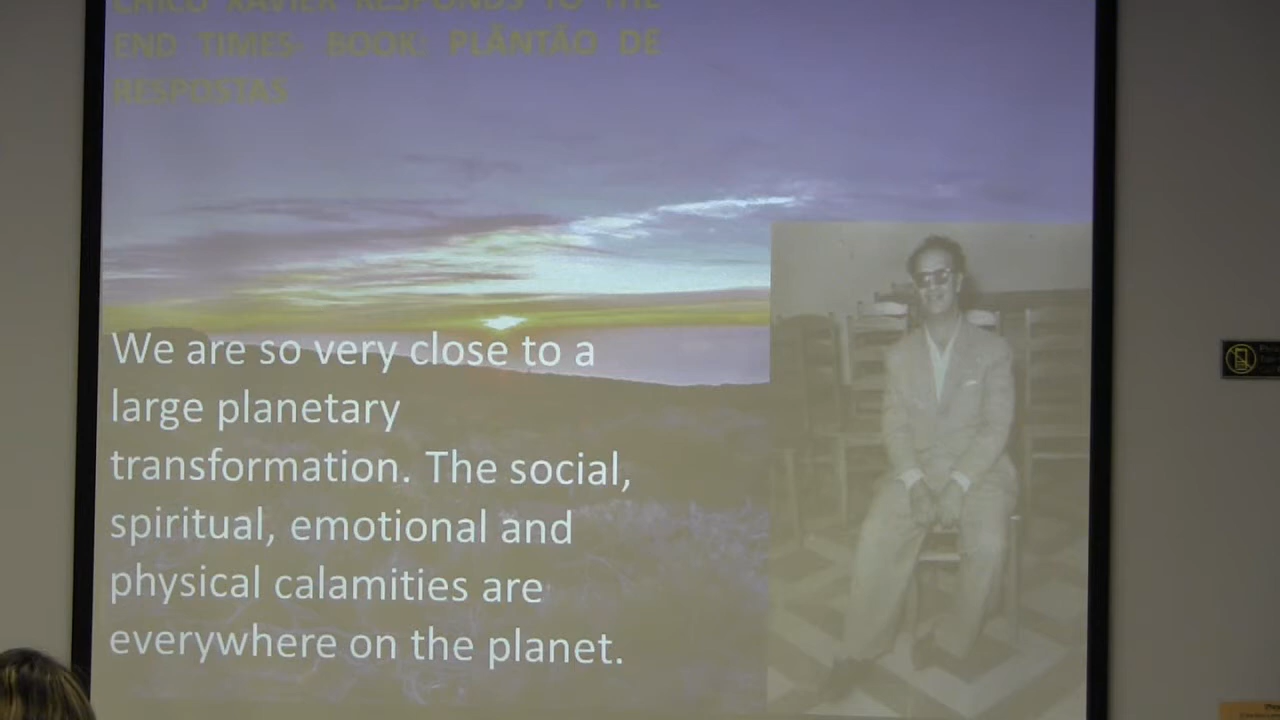 CHICO XAVIER RESPONDS TO THE
END TIMES- BOOK: PLANTÃO DE
RESPOSTAS
We are so very close to a
large planetary
transformation. The social,
spiritual, emotional and
physical calamities are
everywhere on the planet.